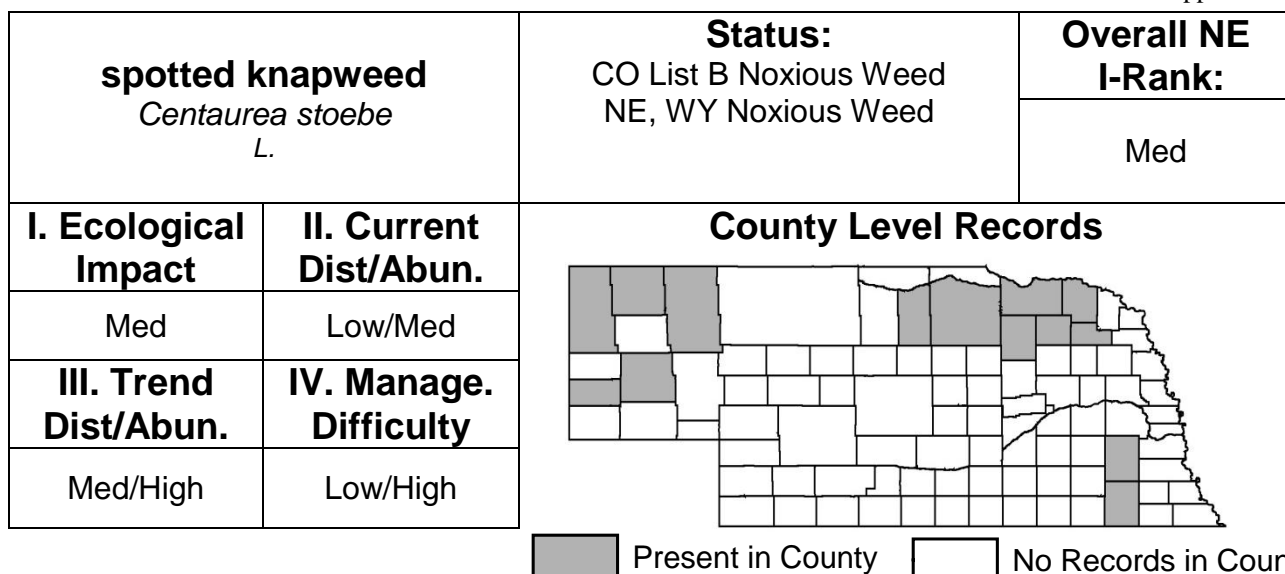 spotted knapweed
Centaurea stoebe
L.
Status:
CO List B Noxious Weed
NE, WY Noxious Weed
Overall NE
I-Rank:
Med
I. Ecological
Impact
II. Current
Dist/Abun.
Med
Low/Med
III. Trend
Dist/Abun.
IV. Manage.
Difficulty
Med/High
Low/High
County Level Records
Present in County
No Records in Coun